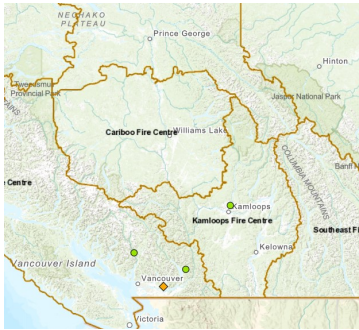 NECHAKO
PLATEAU
Prince George
Hinton
Tweedsmuir
Provincial Park
Jasper National Park
Cariboo Fire Centre
Williams Lake
COLUMBIA MOUNTAINS
Banff N
e Centre
Kamloops
Kamloops Fire Centre
Southeast Fi
Kelowna
Vancouver Island
Vancouver
Victoria